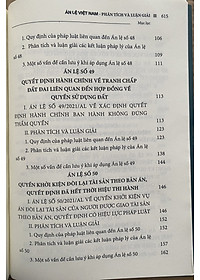 ÁN LỆ VIỆT NAM - PHÂN TÍCH VÀ LUẬN GIẢI 615
Mục lục
1. Quy định của pháp luật liên quan đến Án lệ số 48
2. Phân tích và luận giải các kết luận pháp lý của Án lệ số 48
3. Một số vấn đề cần lưu ý khi áp dụng Án lệ số 48
ÁN LỆ SỐ 49
QUYẾT ĐỊNH HÀNH CHÍNH VỀ TRANH CHẤP
ĐẤT ĐAI LIÊN QUAN ĐẾN HỢP ĐỒNG VỀ
QUYỀN SỬ DỤNG ĐẤT
I. ÁN LỆ SỐ 49/2021/AL VỀ XÁC ĐỊNH QUYẾT
ĐỊNH HÀNH CHÍNH BAN HÀNH KHÔNG ĐÚNG
THẨM QUYỀN
II. PHÂN TÍCH VÀ LUẬN GIẢI
1. Quy định của pháp luật liên quan đến Án lệ số 49
2. Phân tích và luận giải các kết luận pháp lý của Án lệ số 49
3. Một số vấn đề cần lưu ý khi áp dụng Án lệ số 49
ÁN LỆ SỐ 50
QUYỀN KHỞI KIỆN ĐÒI LẠI TÀI SẢN THEO BẢN ÁN,
QUYẾT ĐỊNH ĐÃ HẾT THỜI HIỆU THI HÀNH
I. ÁN LỆ SỐ 50/2021/AL VỀ QUYỀN KHỞI KIỆN VỤ
ÁN ĐÒI LẠI TÀI SẢN CỦA NGƯỜI ĐƯỢC GIAO TÀI SẢN
THEO BẢN ÁN, QUYẾT ĐỊNH CÓ HIỆU LỰC PHÁP LUẬT
II. PHÂN TÍCH VÀ LUẬN GIẢI
1. Quy định của pháp luật liên quan đến Án lệ số 50
2. Phân tích và luận giải các kết luận pháp lý của Án lệ số 50
3. Một số vấn đề cần lưu ý khi áp dụng Án lệ số 50